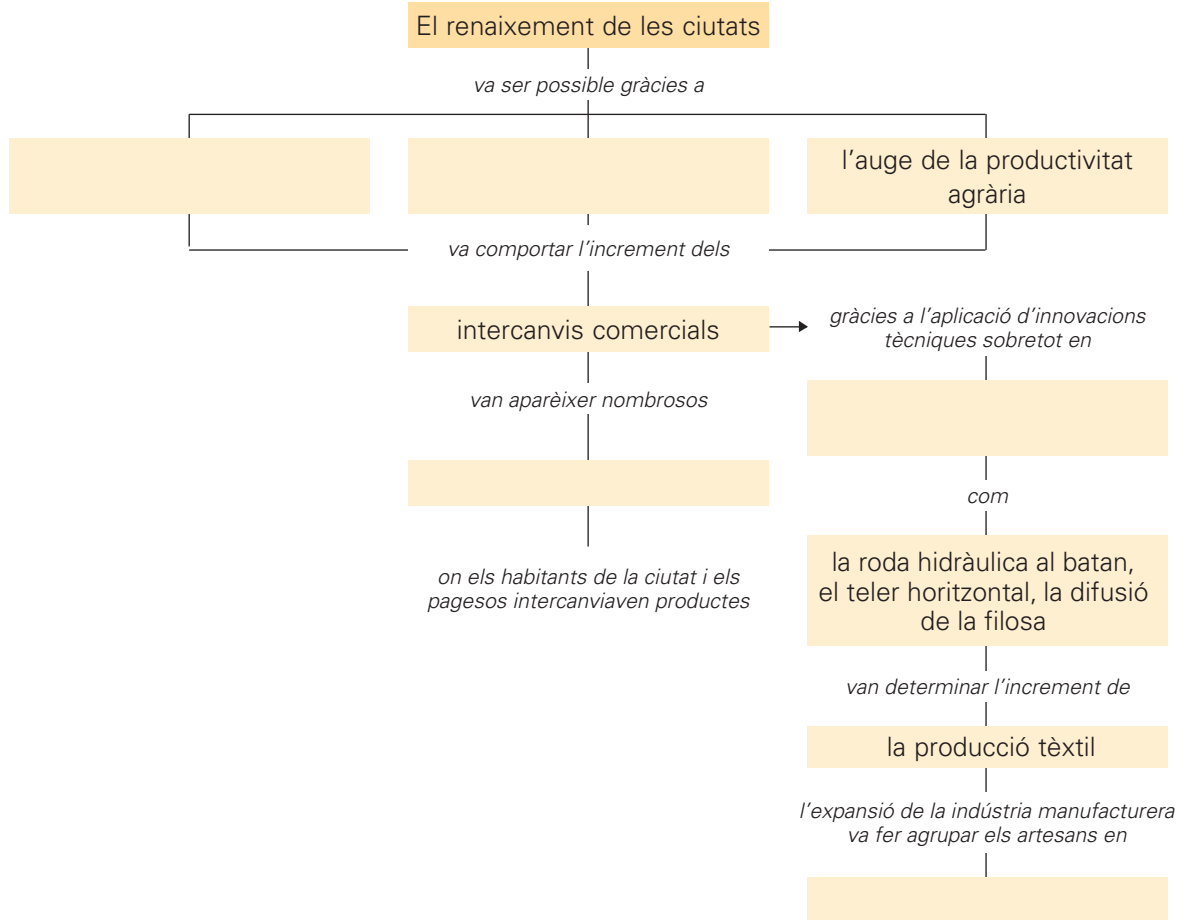 El renaixement de les ciutats
va ser possible gràcies a
l'auge de la productivitat
agrària
va comportar l'increment dels
intercanvis comercials
gràcies a l'aplicació d'innovacions
tècniques sobretot en
van aparèixer nombrosos
com
on els habitants de la ciutat i els
pagesos intercanviaven productes
la roda hidràulica al batan,
el teler horitzontal, la difusió
de la filosa
van determinar l'increment de
la producció tèxtil
l'expansió de la indústria manufacturera
va fer agrupar els artesans en